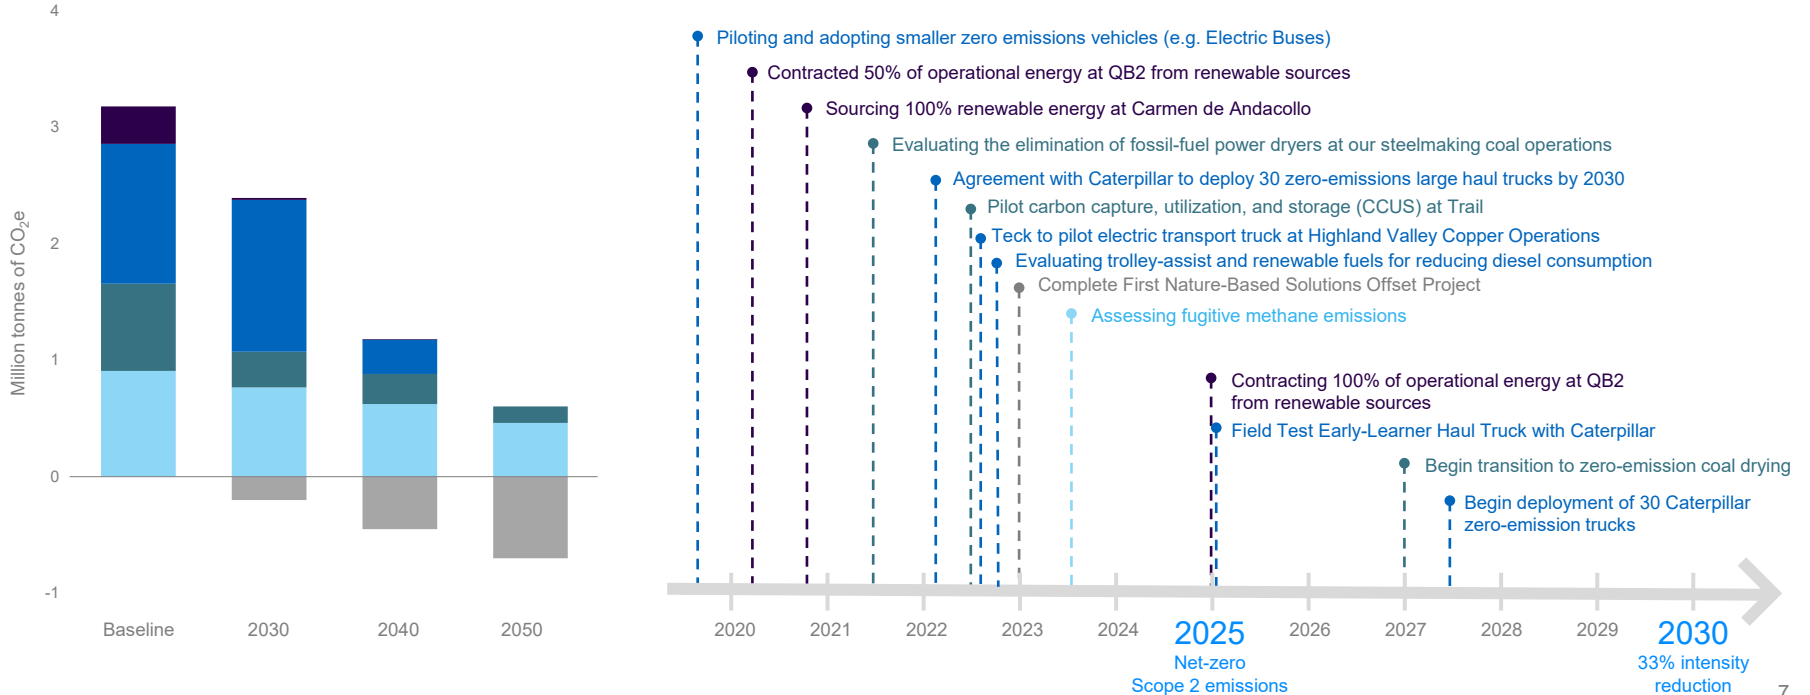 4
3
2
1
0
-1
Million tonnes of CO₂e
Baseline
2030
2040
2050
Piloting and adopting smaller zero emissions vehicles (e.g. Electric Buses)
Contracted 50% of operational energy at QB2 from renewable sources
Sourcing 100% renewable energy at Carmen de Andacollo
Evaluating the elimination of fossil-fuel power dryers at our steelmaking coal operations
Agreement with Caterpillar to deploy 30 zero-emissions large haul trucks by 2030
Pilot carbon capture, utilization, and storage (CCUS) at Trail
Teck to pilot electric transport truck at Highland Valley Copper Operations
Evaluating trolley-assist and renewable fuels for reducing diesel consumption
Complete First Nature-Based Solutions Offset Project
Assessing fugitive methane emissions
Contracting 100% of operational energy at QB2
from renewable sources
Field Test Early-Learner Haul Truck with Caterpillar
Begin transition to zero-emission coal drying
Begin deployment of 30 Caterpillar
zero-emission trucks
2020
2021
2022
2023
2024
2025
2026
2027
2028
2029
2030
Net-zero
Scope 2 emissions
33% intensity
reduction
7